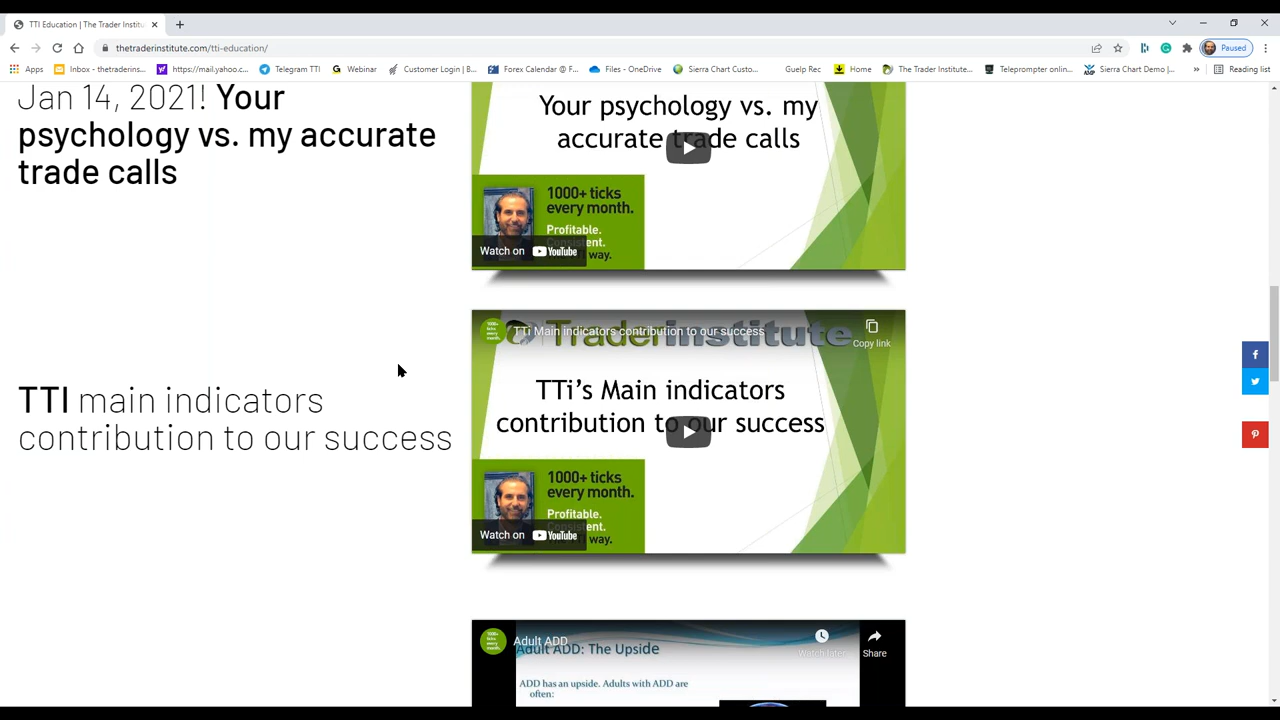 TTI Education | The Trader Institu
thetraderinstitute.com/tti-education/
Paused
Apps
Inbox - thetraderins...
https://mail.yahoo.c...
Telegram TTI
Webinar
Customer Login | B...
Forex Calendar @ F...
Files - OneDrive
Sierra Chart Custo...
Guelp Rec
Home
The Trader Institute...
Teleprompter onlin...
Sierra Chart Demo |...
Reading list
Jan 14, 2021! Your
psychology vs. my accurate
trade calls
Your psychology vs. my
accurate trade calls
1000+ ticks
every month.
Profitable.
Consistent.
way.
Watch on YouTube
TTI main indicators
contribution to our success
TTi Main indicators contribution to our success
Traderinstitute
Copy link
TTi's Main indicators
contribution to our success
1000+ ticks
every month.
Profitable.
Consistent.
way.
Watch on YouTube
Adult ADD
Adult ADD: The Upside
Watch later
Share
ADD has an upside. Adults with ADD are
often: